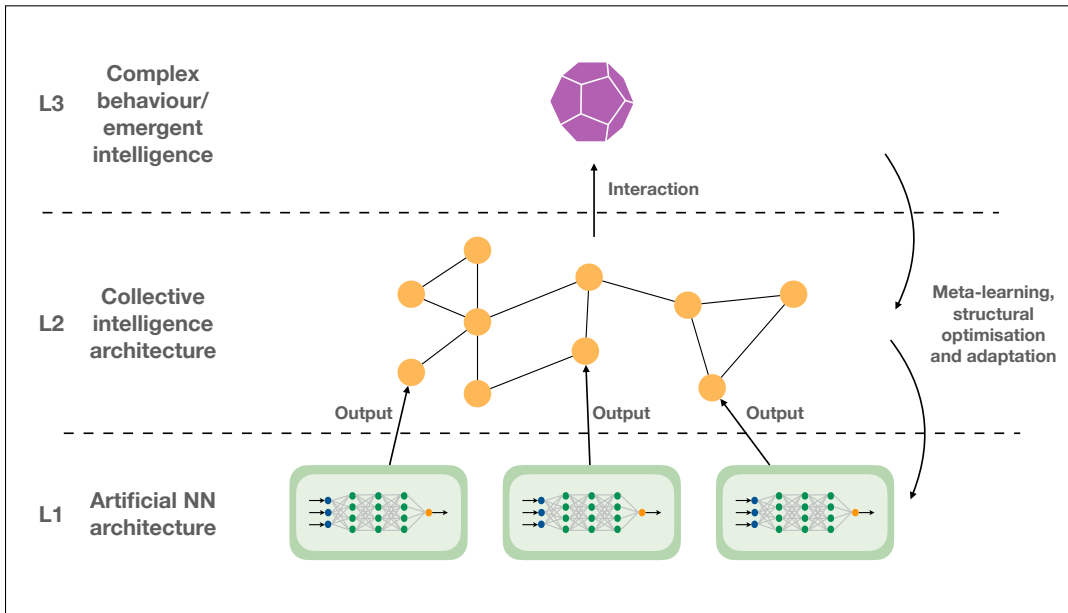 L3
Complex
behaviour/
emergent
intelligence
Interaction
L2
Collective
intelligence
architecture
Meta-learning,
structural
optimisation
and adaptation
Output
Output
Output
L1
Artificial NN
architecture